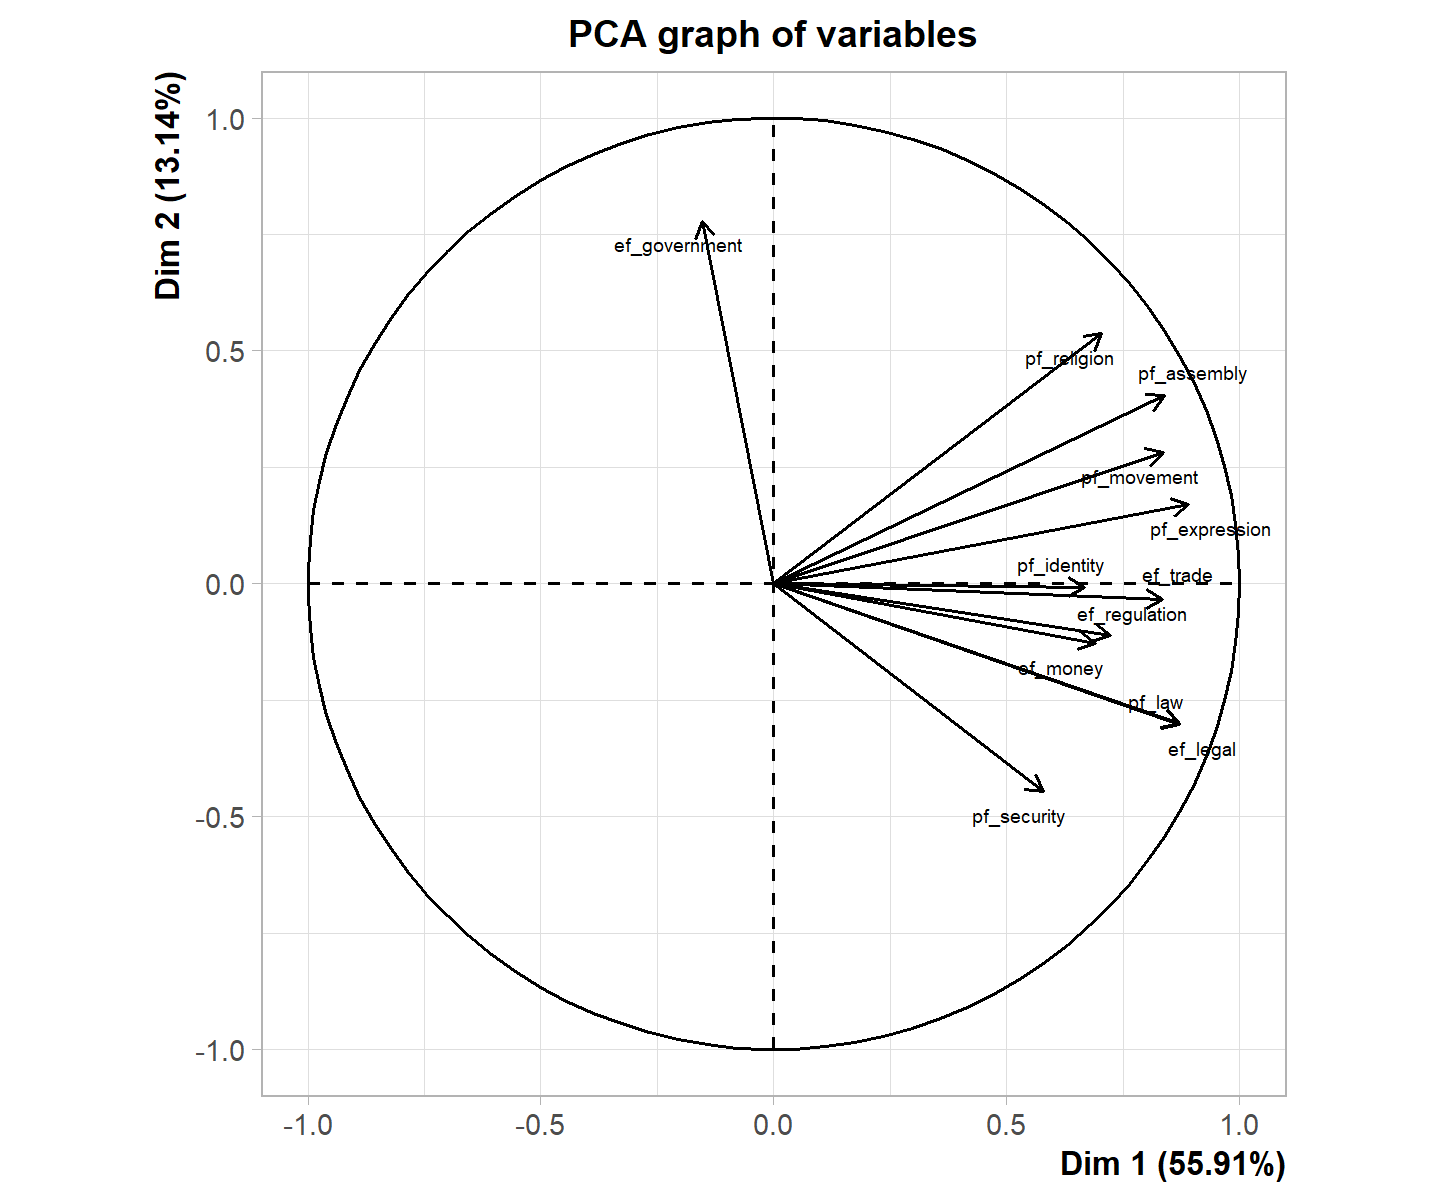 PCA graph of variables
Dim 2 (13.14%)
1.0
0.5
0.0
-0.5
-1.0
ef_government
pf_religion
pf_assembly
pf_movement
pf_expression
pf_identity
ef_trade
ef_regulation
ef_money
pf_law
ef_legal
pf_security
-1.0
-0.5
0.0
0.5
1.0
Dim 1 (55.91%)